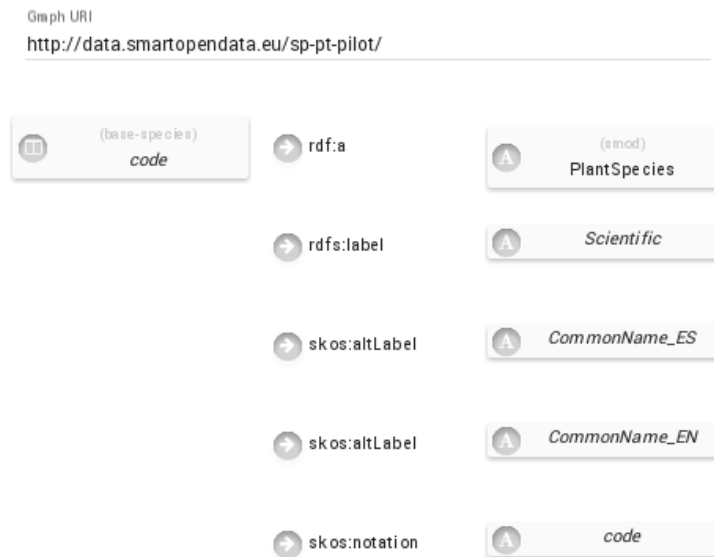 Graph URI
http://data.smartopendata.eu/sp-pt-pilot/
(base-species)
code
rdf:a
A
(smod)
PlantSpecies
rdfs:label
A
Scientific
skos:altLabel
A
CommonName_ES
skos:altLabel
A
CommonName_EN
skos:notation
A
code